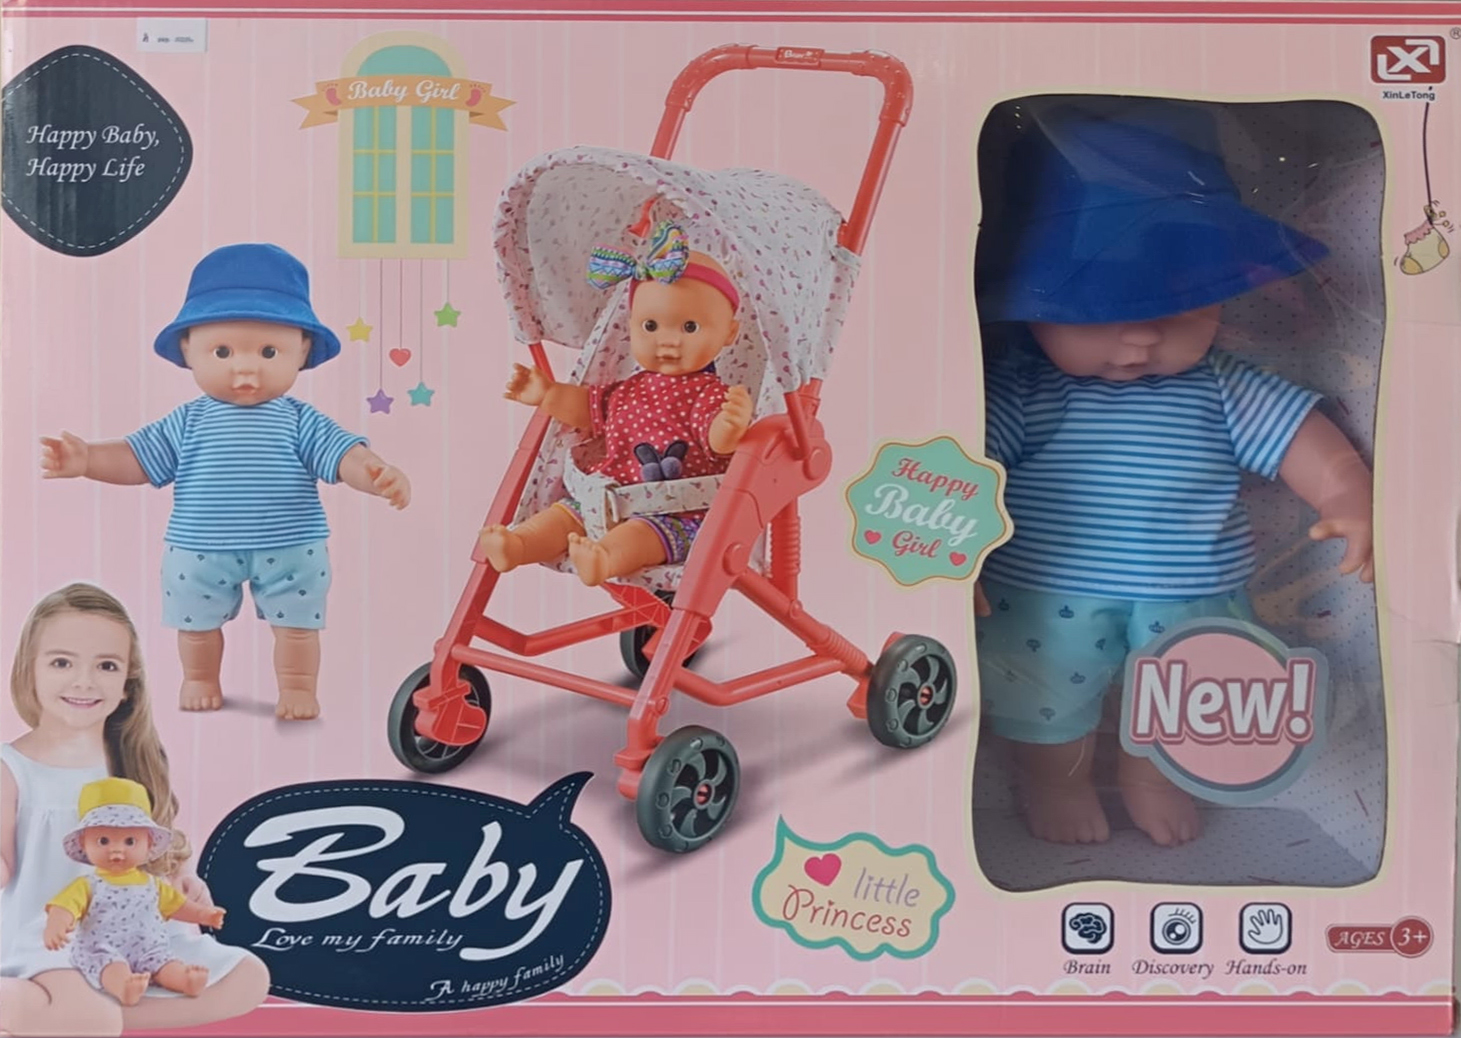 Happy Baby,
Happy Life
Baby Girl
XinLeTong
®
Happy
Baby
Girl
New!
Baby
Love my family
A happy family
little
Princess
Brain
Discovery
Hands-on
AGES 3+